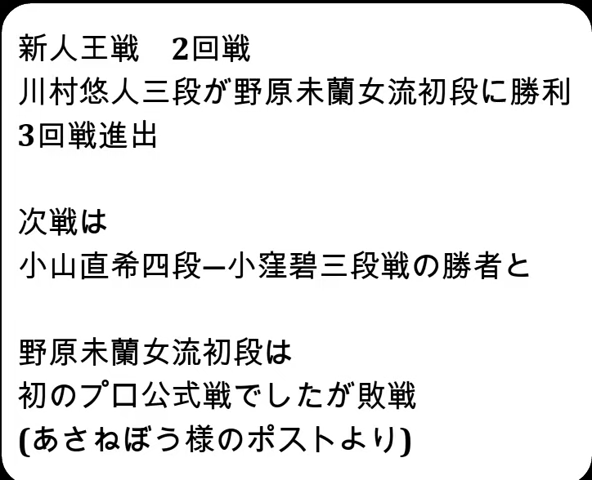 新人王戦　2回戦
川村悠人三段が野原未蘭女流初段に勝利
3回戦進出
次戦は
小山直希四段―小窪碧三段戦の勝者と
野原未蘭女流初段は
初のプロ公式戦でしたが敗戦
(あさねぼう様のポストより)